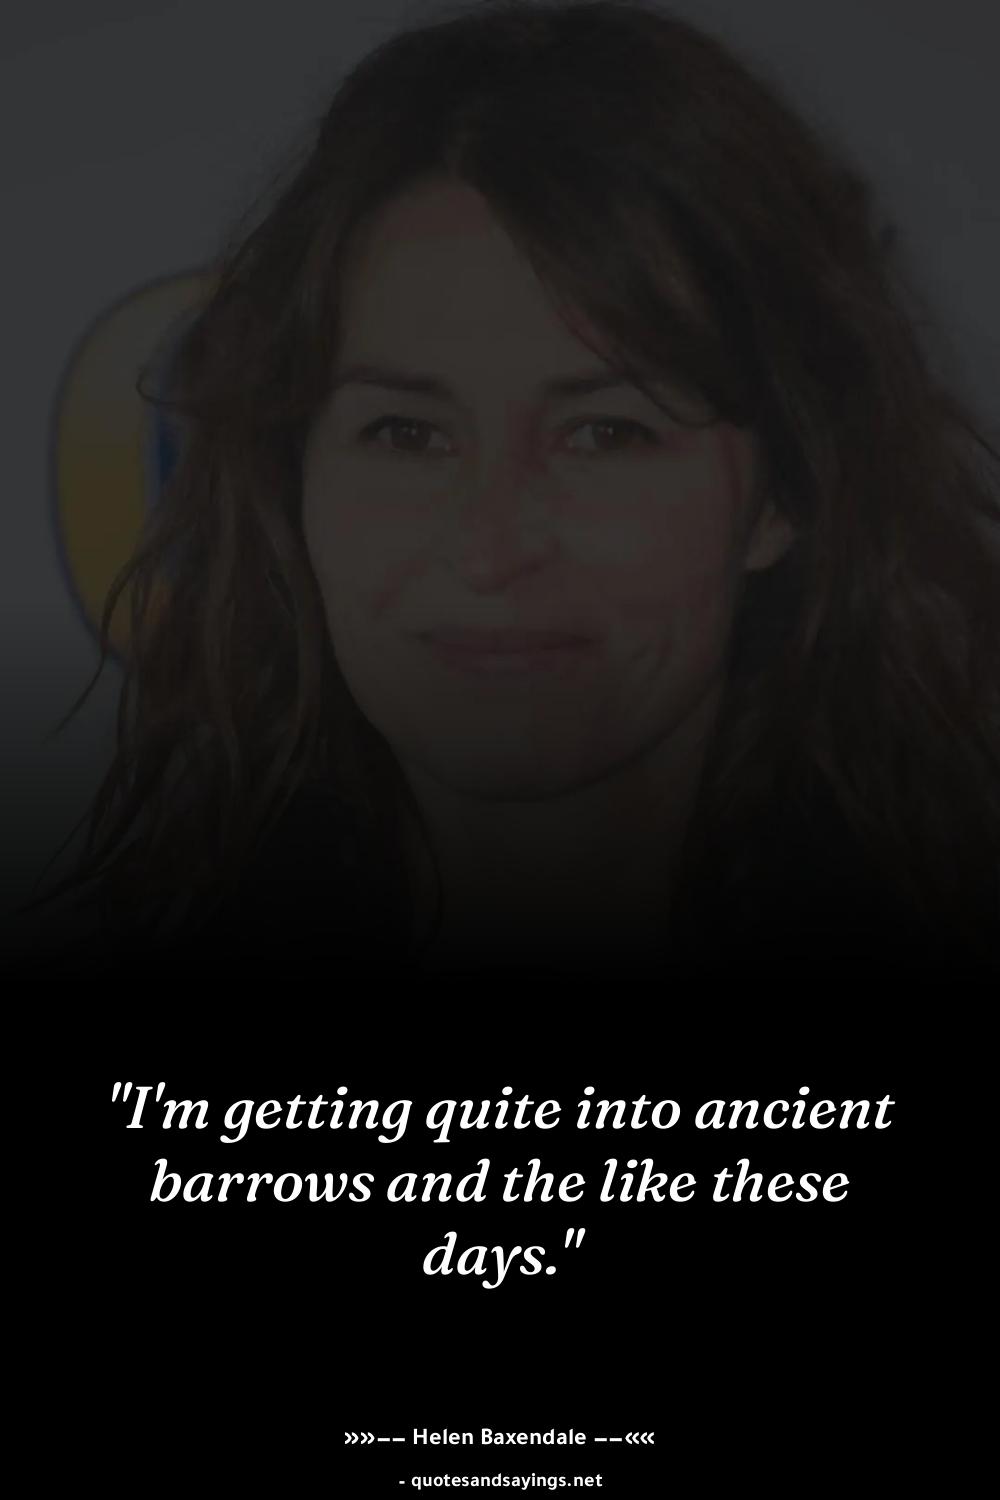 "I'm getting quite into ancient
barrows and the like these
days."
»»−− Helen Baxendale −−««
- quotesandsayings.net